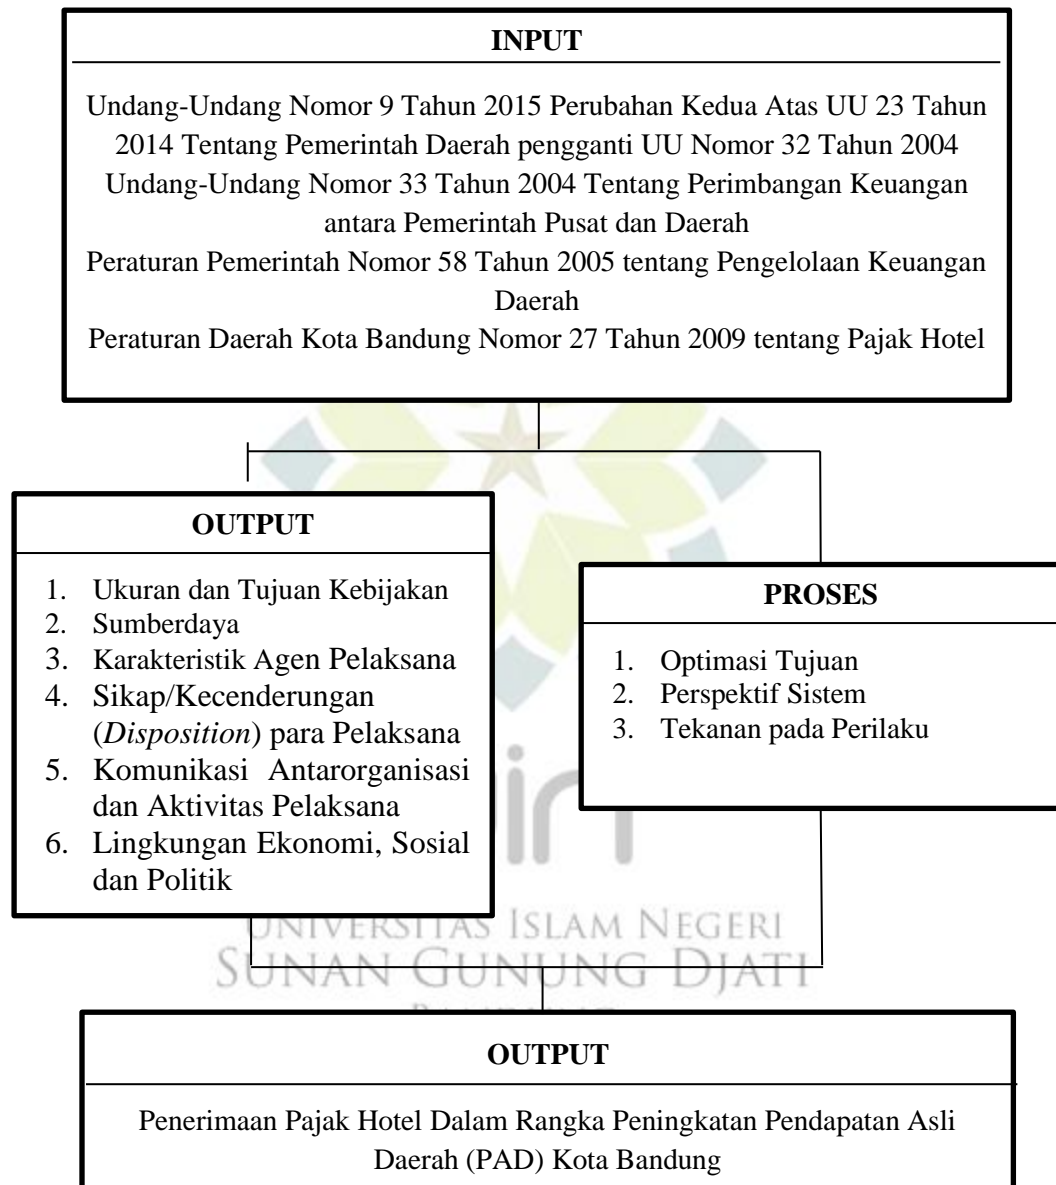 INPUT
Undang-Undang Nomor 9 Tahun 2015 Perubahan Kedua Atas UU 23 Tahun
2014 Tentang Pemerintah Daerah pengganti UU Nomor 32 Tahun 2004
Undang-Undang Nomor 33 Tahun 2004 Tentang Perimbangan Keuangan
antara Pemerintah Pusat dan Daerah
Peraturan Pemerintah Nomor 58 Tahun 2005 tentang Pengelolaan Keuangan
Daerah
Peraturan Daerah Kota Bandung Nomor 27 Tahun 2009 tentang Pajak Hotel
OUTPUT
1. Ukuran dan Tujuan Kebijakan
2. Sumberdaya
3. Karakteristik Agen Pelaksana
4. Sikap/Kecenderungan
(Disposition) para Pelaksana
5. Komunikasi Antarorganisasi
dan Aktivitas Pelaksana
6. Lingkungan Ekonomi, Sosial
dan Politik
PROSES
1. Optimasi Tujuan
2. Perspektif Sistem
3. Tekanan pada Perilaku
UNIVERSITAS ISLAM NEGERI
SUNAN GUNUNG DJATI
OUTPUT
Penerimaan Pajak Hotel Dalam Rangka Peningkatan Pendapatan Asli
Daerah (PAD) Kota Bandung